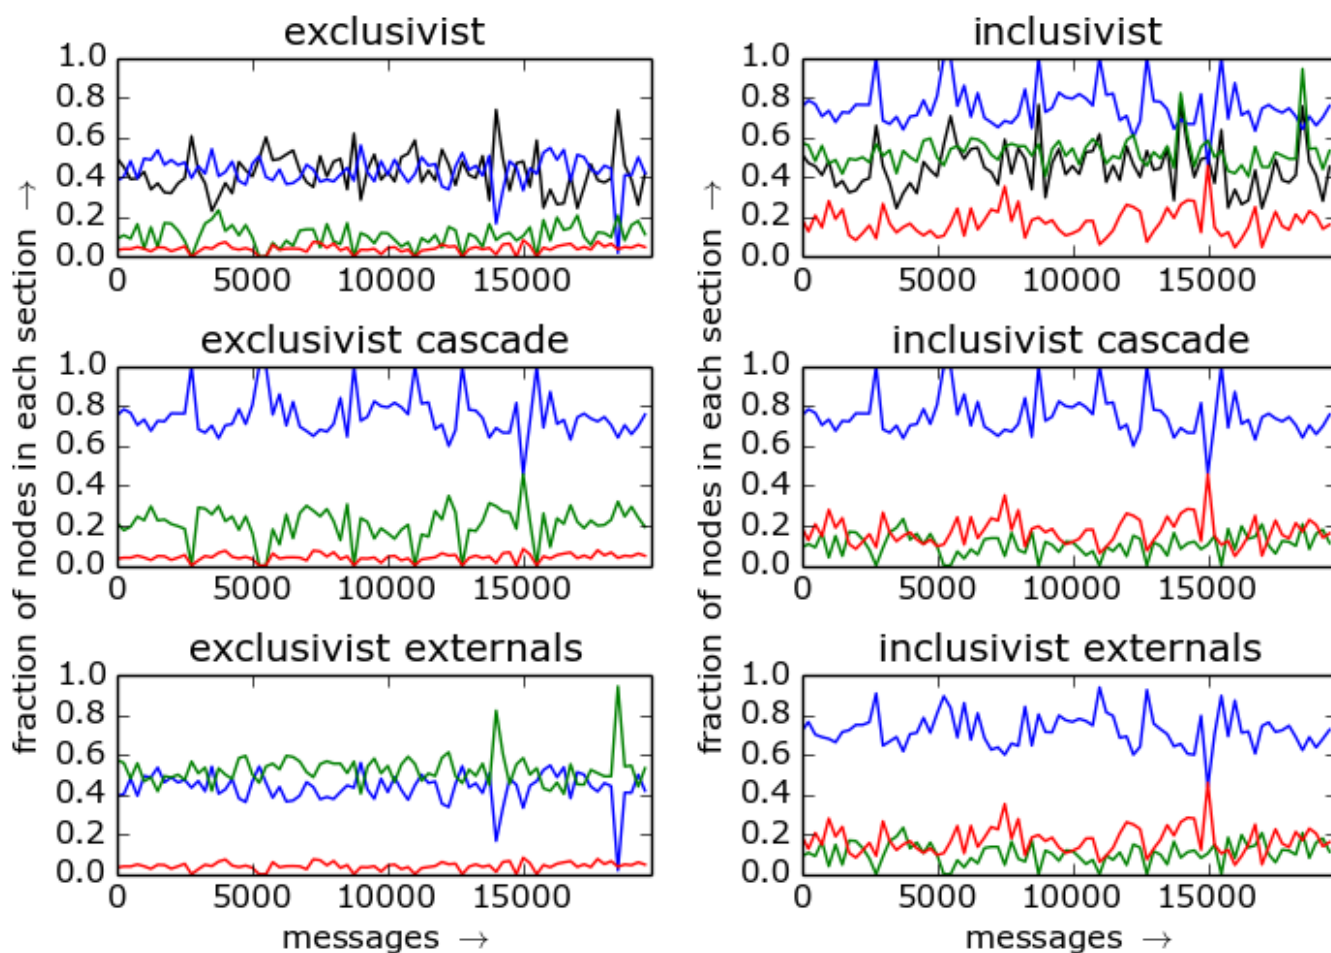 exclusivist
1.0
0.8
0.6
0.4
0.2
0.0
0 5000 10000 15000
inclusivist
1.0
0.8
0.6
0.4
0.2
0.0
0 5000 10000 15000
exclusivist cascade
1.0
0.8
0.6
0.4
0.2
0.0
0 5000 10000 15000
inclusivist cascade
1.0
0.8
0.6
0.4
0.2
0.0
0 5000 10000 15000
exclusivist externals
1.0
0.8
0.6
0.4
0.2
0.0
0 5000 10000 15000
inclusivist externals
1.0
0.8
0.6
0.4
0.2
0.0
0 5000 10000 15000
fraction of nodes in each section →
fraction of nodes in each section →
messages →
messages →